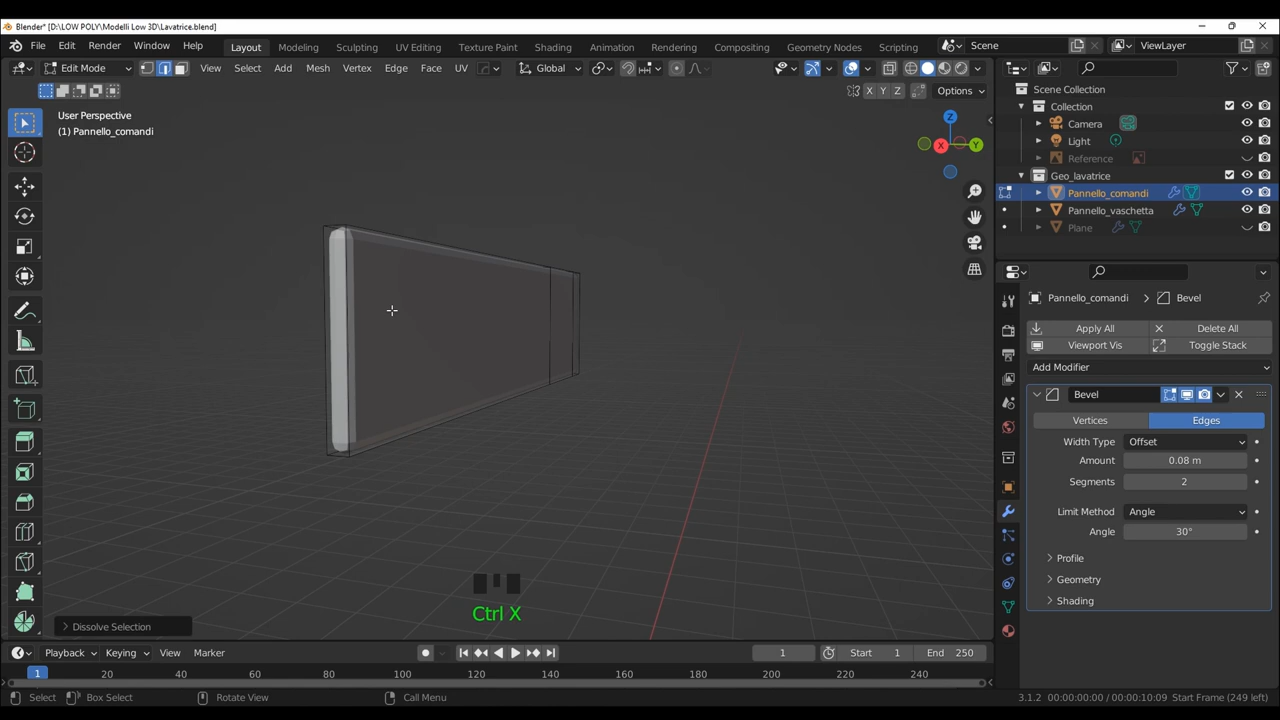 Blender* [D:\LOW POLY\Modelli Low 3D\Lavatrice.blend]
File Edit Render Window Help Layout Modeling Sculpting UV Editing Texture Paint Shading Animation Rendering Compositing Geometry Nodes Scripting Scene ViewLayer
Edit Mode View Select Add Mesh Vertex Edge Face UV Global
X Y Z Options
User Perspective
(1) Pannello_comandi
Z
X Y
Scene Collection
Collection
Camera
Light
Reference
Geo_lavatrice
Pannello_comandi
Pannello_vaschetta
Plane
Pannello_comandi Bevel
Apply All Delete All
Viewport Vis Toggle Stack
Add Modifier
Bevel
Vertices Edges
Width Type Offset
Amount 0.08 m
Segments 2
Limit Method Angle
Angle 30°
Profile
Geometry
Shading
Ctrl X
Dissolve Selection
Playback Keying View Marker 1 Start 1 End 250
1 20 40 60 80 100 120 140 160 180 200 220 240
Select Box Select Rotate View Call Menu 3.1.2 00:00:00:00 / 00:00:10:09 Start Frame (249 left)